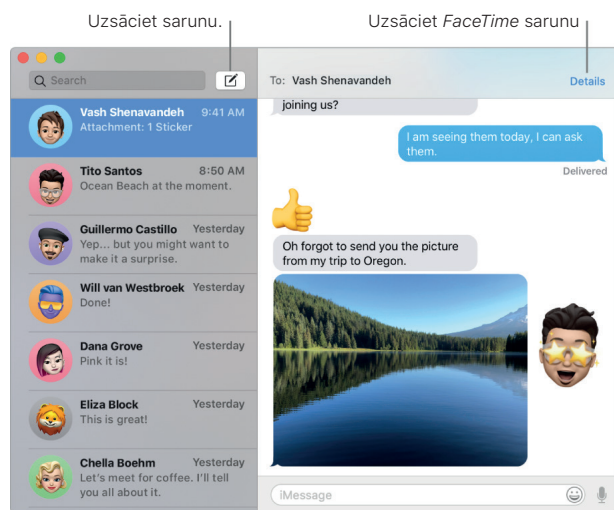 Uzsāciet sarunu.
Uzsāciet FaceTime sarunu
Search
Vash Shenavandeh 9:41 AM
Attachment: 1 Sticker
Tito Santos 8:50 AM
Ocean Beach at the moment.
Guillermo Castillo Yesterday
Yep... but you might want to
make it a surprise.
Will van Westbroek Yesterday
Done!
Dana Grove Yesterday
Pink it is!
Eliza Block Yesterday
This is great!
Chella Boehm Yesterday
Let's meet for coffee. I'll tell
you all about it.
To: Vash Shenavandeh Details
joining us?
I am seeing them today, I can ask
them.
Delivered
Oh forgot to send you the picture
from my trip to Oregon.
iMessage